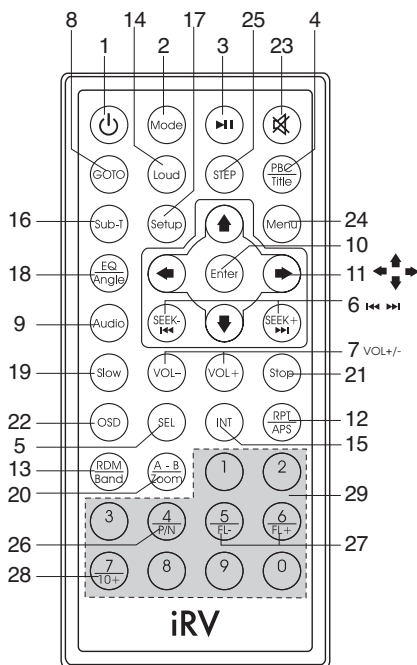 14 17 25
8 4
1 2 3 23
Mode
GOTO Loud STEP PBC
Title
16 Sub-T Setup Menu 24
10
18 EQ
Angle Enter 11
6
9 Audio SEEK- SEEK+
7 VOL+/-
19 Slow VOL- VOL+ Stop 21
22 OSD SEL INT RPT
APS 12
5 15
13 RDM
Band A - B
Zoom 1 2
20 29
3 4
P/N 5
FL- 6
FL+
26 27
28 7
10+ 8 9 0
iRV